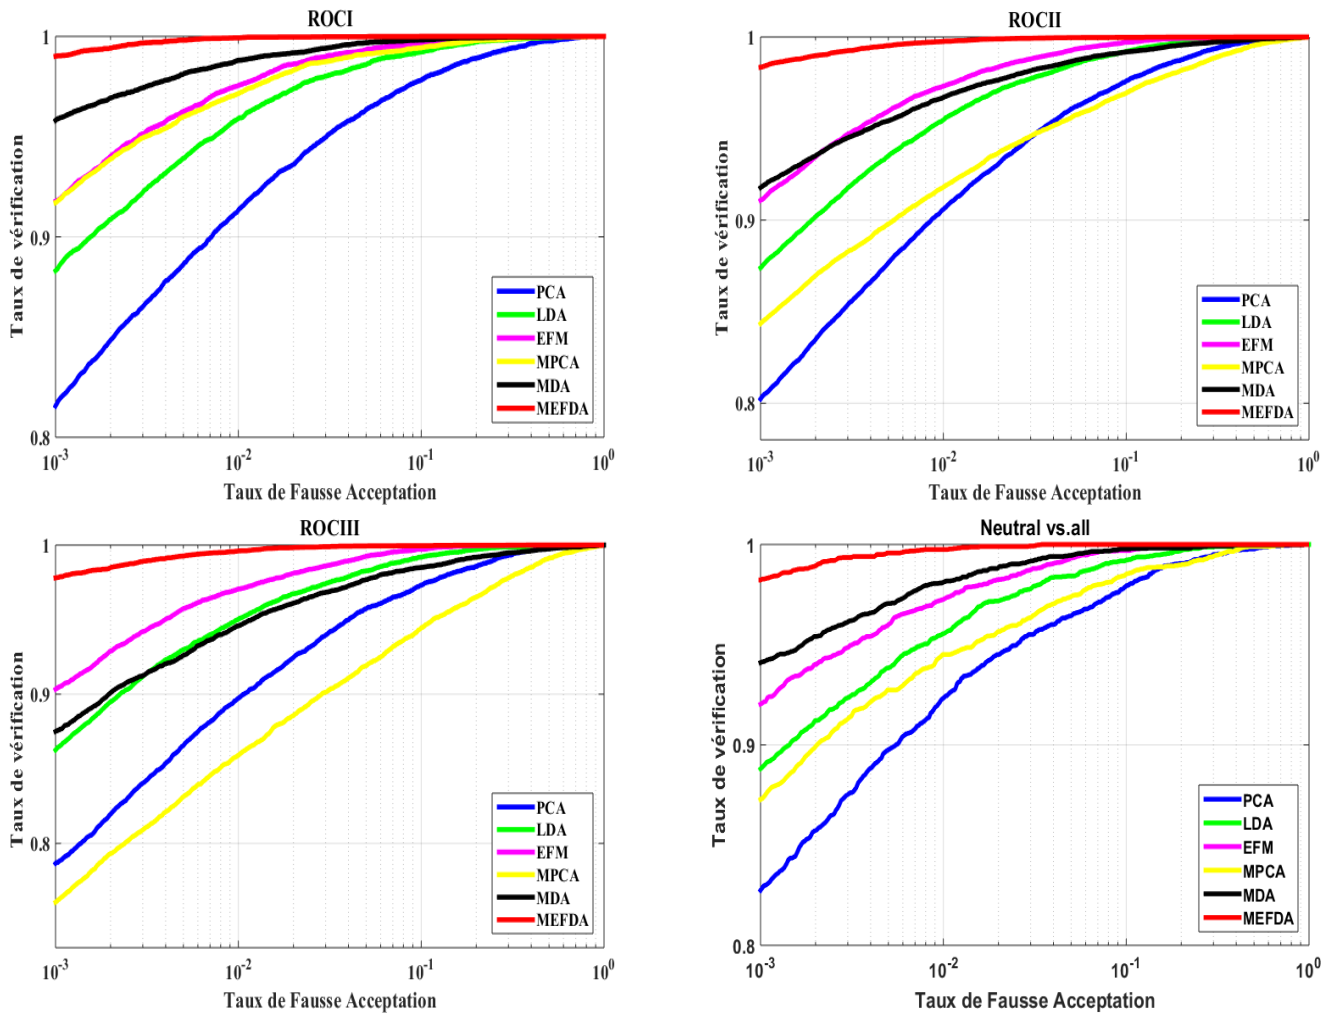 ROCI
1
0.9
0.8
Taux de vérification
PCA
LDA
EFM
MPCA
MDA
MEFDA
10^-3
10^-2
10^-1
10^0
Taux de Fausse Acceptation
ROCII
1
0.9
0.8
Taux de vérification
PCA
LDA
EFM
MPCA
MDA
MEFDA
10^-3
10^-2
10^-1
10^0
Taux de Fausse Acceptation
ROCIII
1
0.9
0.8
Taux de vérification
PCA
LDA
EFM
MPCA
MDA
MEFDA
10^-3
10^-2
10^-1
10^0
Taux de Fausse Acceptation
Neutral vs.all
1
0.9
0.8
Taux de vérification
PCA
LDA
EFM
MPCA
MDA
MEFDA
10^-3
10^-2
10^-1
10^0
Taux de Fausse Acceptation